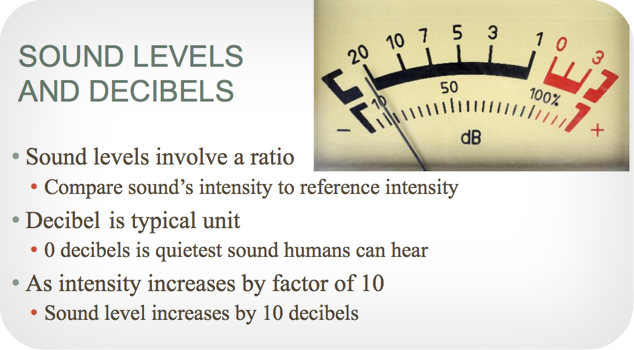 SOUND LEVELS
AND DECIBELS
20 10 7 5 3 1 0 3
10 50 100%
− +
dB
• Sound levels involve a ratio
• Compare sound’s intensity to reference intensity
• Decibel is typical unit
• 0 decibels is quietest sound humans can hear
• As intensity increases by factor of 10
• Sound level increases by 10 decibels